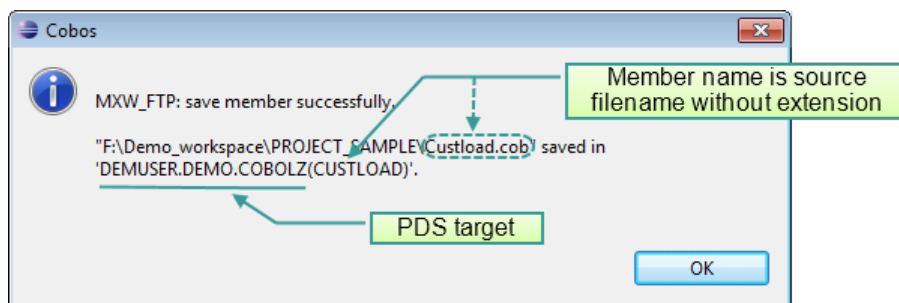 Cobos
Member name is source
filename without extension
MXW_FTP: save member successfully.
"F:\Demo_workspace\PROJECT_SAMPLE\Custload.cob" saved in
'DEMUSER.DEMO.COBOLZ(CUSTLOAD)'.
PDS target
OK